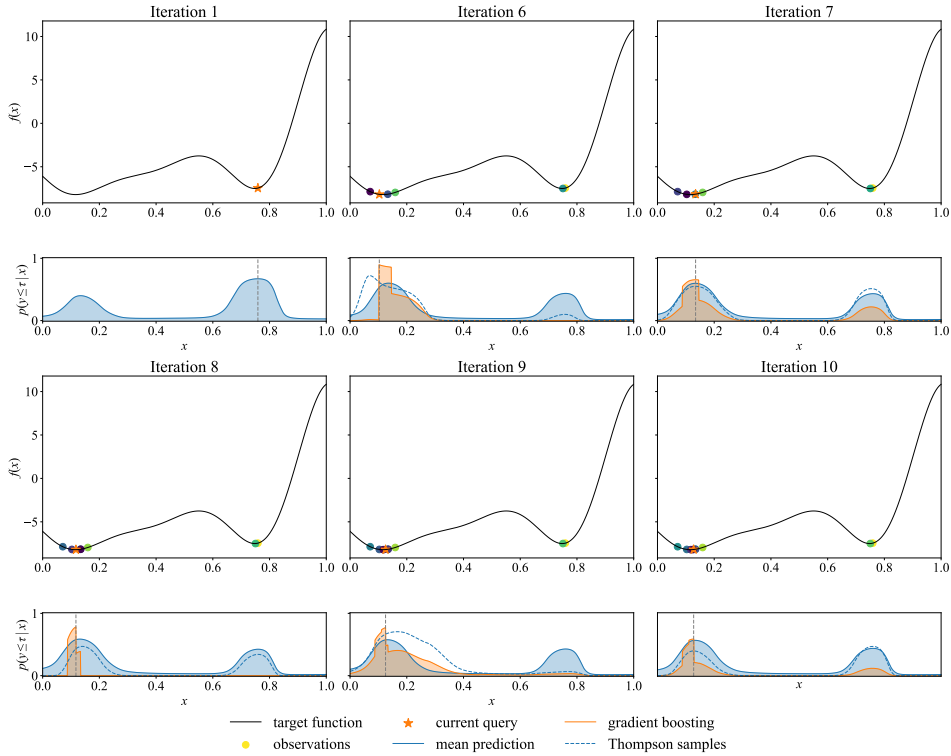 Iteration 1 Iteration 6 Iteration 7
10
5
0
−5
f(x)
0.0 0.2 0.4 0.6 0.8 1.0 0.0 0.2 0.4 0.6 0.8 1.0 0.0 0.2 0.4 0.6 0.8 1.0
1
0
p(y ≤ τ | x)
0.0 0.2 0.4 0.6 0.8 1.0 0.0 0.2 0.4 0.6 0.8 1.0 0.0 0.2 0.4 0.6 0.8 1.0
x x x
Iteration 8 Iteration 9 Iteration 10
10
5
0
−5
f(x)
0.0 0.2 0.4 0.6 0.8 1.0 0.0 0.2 0.4 0.6 0.8 1.0 0.0 0.2 0.4 0.6 0.8 1.0
1
0
p(y ≤ τ | x)
0.0 0.2 0.4 0.6 0.8 1.0 0.0 0.2 0.4 0.6 0.8 1.0
x x x
target function current query gradient boosting
observations mean prediction Thompson samples